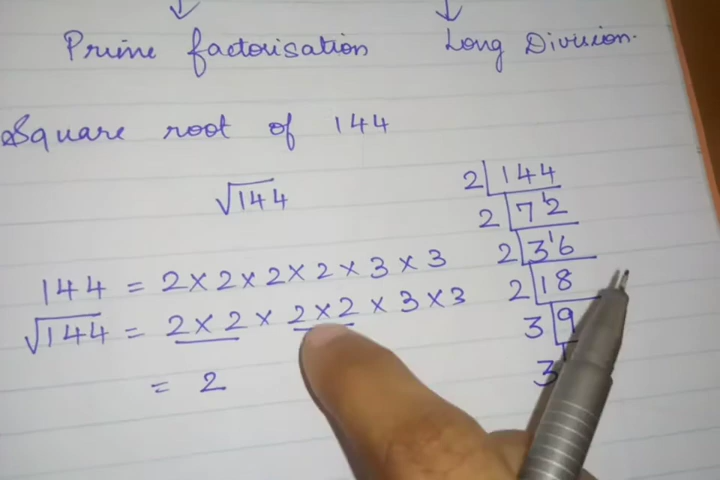 Prime factorisation Long Division.
Square root of 144
√144
144 = 2 × 2 × 2 × 2 × 3 × 3
√144 = 2 × 2 × 2 × 2 × 3 × 3
= 2
2 144
2 72
2 36
2 18
3 9
3